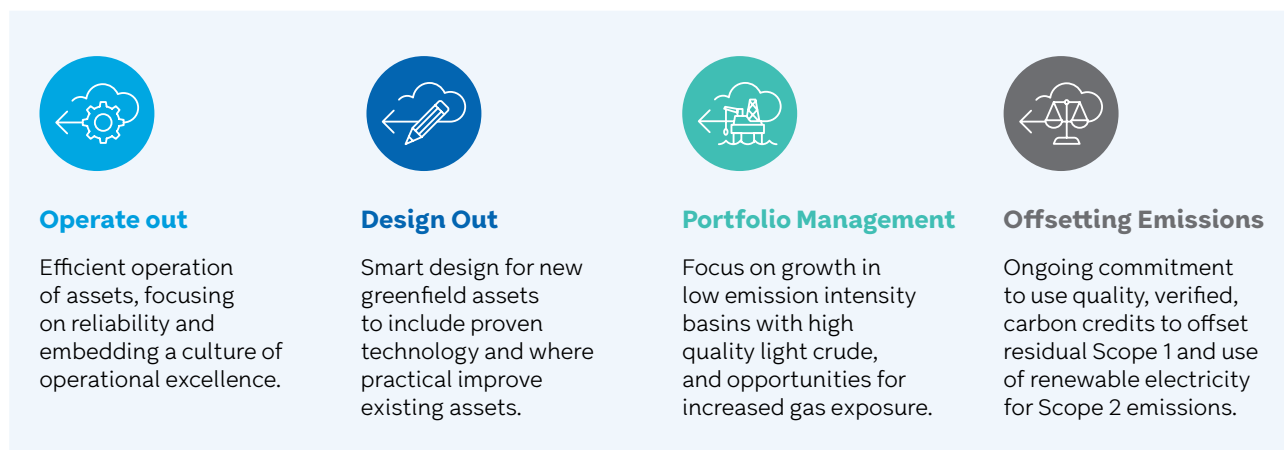 Operate out
Efficient operation
of assets, focusing
on reliability and
embedding a culture of
operational excellence.
Design Out
Smart design for new
greenfield assets
to include proven
technology and where
practical improve
existing assets.
Portfolio Management
Focus on growth in
low emission intensity
basins with high
quality light crude,
and opportunities for
increased gas exposure.
Offsetting Emissions
Ongoing commitment
to use quality, verified,
carbon credits to offset
residual Scope 1 and use
of renewable electricity
for Scope 2 emissions.